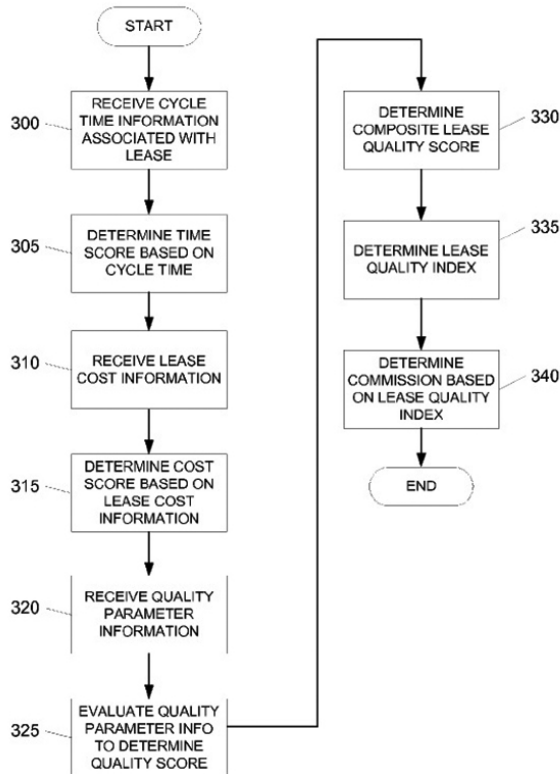 START
300
RECEIVE CYCLE
TIME INFORMATION
ASSOCIATED WITH
LEASE
305
DETERMINE TIME
SCORE BASED ON
CYCLE TIME
310
RECEIVE LEASE
COST INFORMATION
315
DETERMINE COST
SCORE BASED ON
LEASE COST
INFORMATION
320
RECEIVE QUALITY
PARAMETER
INFORMATION
325
EVALUATE QUALITY
PARAMETER INFO
TO DETERMINE
QUALITY SCORE
330
DETERMINE
COMPOSITE LEASE
QUALITY SCORE
335
DETERMINE LEASE
QUALITY INDEX
340
DETERMINE
COMMISSION BASED
ON LEASE QUALITY
INDEX
END